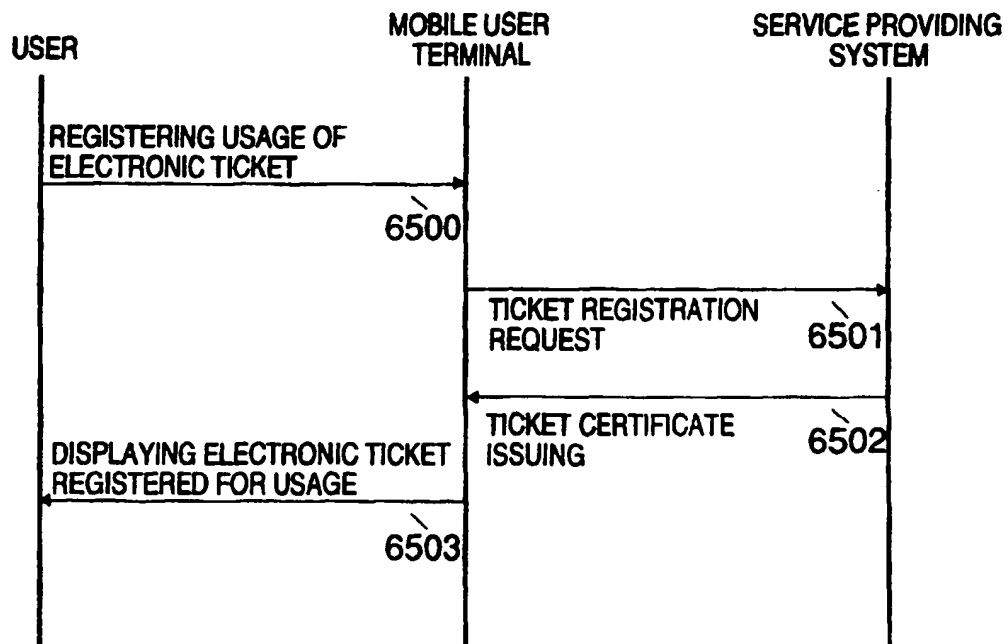 USER
MOBILE USER
TERMINAL
SERVICE PROVIDING
SYSTEM
REGISTERING USAGE OF
ELECTRONIC TICKET
6500
TICKET REGISTRATION
REQUEST
6501
TICKET CERTIFICATE
ISSUING
6502
DISPLAYING ELECTRONIC TICKET
REGISTERED FOR USAGE
6503